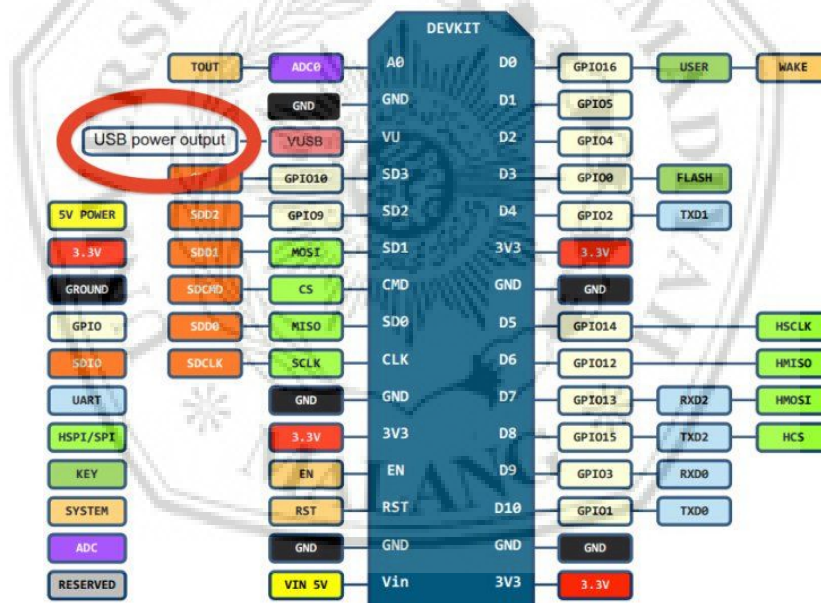 DEVKIT
TOUT ADC0 A0 D0 GPIO16 USER WAKE
GND GND D1 GPIO5
USB power output VUSB VU D2 GPIO4
GPIO10 SD3 D3 GPIO0 FLASH
5V POWER SDD2 GPIO9 SD2 D4 GPIO2 TXD1
3.3V SDD1 MOSI SD1 3V3 3.3V
GROUND SDCMD CS CMD GND GND
GPIO SDD0 MISO SD0 D5 GPIO14 HSCLK
SDIO SDCLK SCLK CLK D6 GPIO12 HMISO
UART GND GND D7 GPIO13 RXD2 HMOSI
HSPI/SPI 3.3V 3V3 D8 GPIO15 TXD2 HCS
KEY EN EN D9 GPIO3 RXD0
SYSTEM RST RST D10 GPIO1 TXD0
ADC GND GND GND GND
RESERVED VIN 5V Vin 3V3 3.3V
MALANG